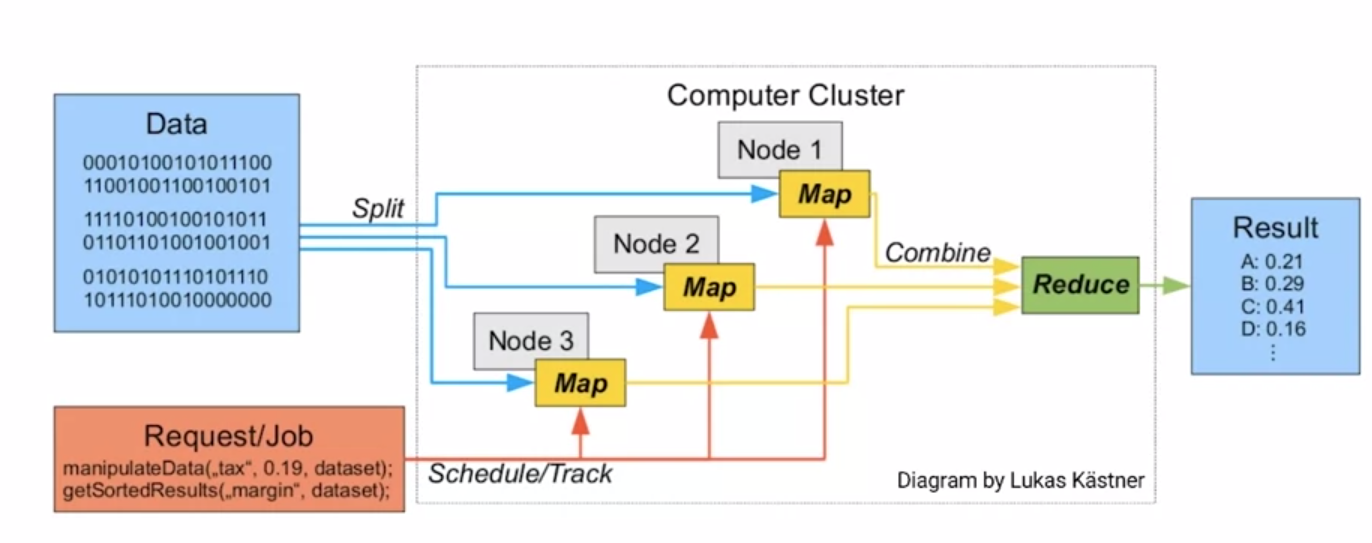 Computer Cluster
Data
00010100101011100
11001001100100101
11110100100101011
01101101001001001
01010101110101110
10111010010000000
Split
Node 1
Map
Node 2
Map
Node 3
Map
Combine
Reduce
Result
A: 0.21
B: 0.29
C: 0.41
D: 0.16
⋮
Request/Job
manipulateData(„tax“, 0.19, dataset);
getSortedResults(„margin“, dataset);
Schedule/Track
Diagram by Lukas Kästner